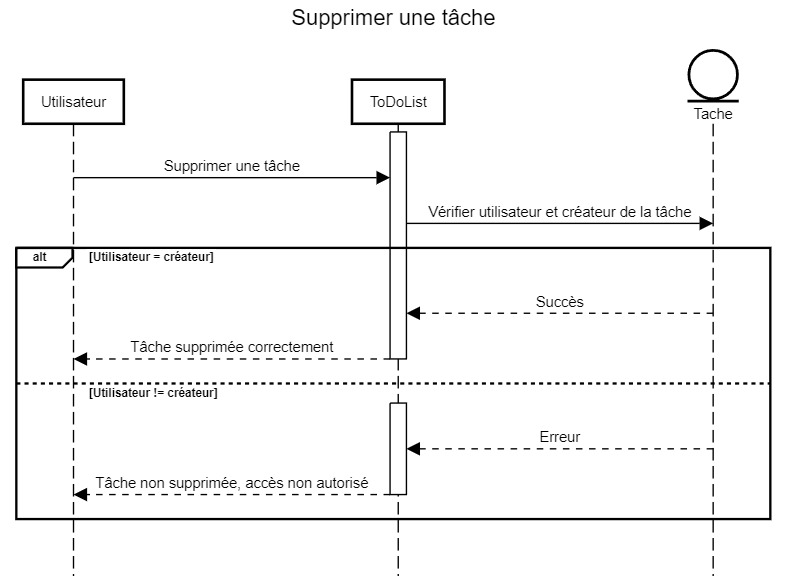 Supprimer une tâche
Utilisateur
ToDoList
Tache
Supprimer une tâche
Vérifier utilisateur et créateur de la tâche
alt
[Utilisateur = créateur]
Succès
Tâche supprimée correctement
[Utilisateur != créateur]
Erreur
Tâche non supprimée, accès non autorisé